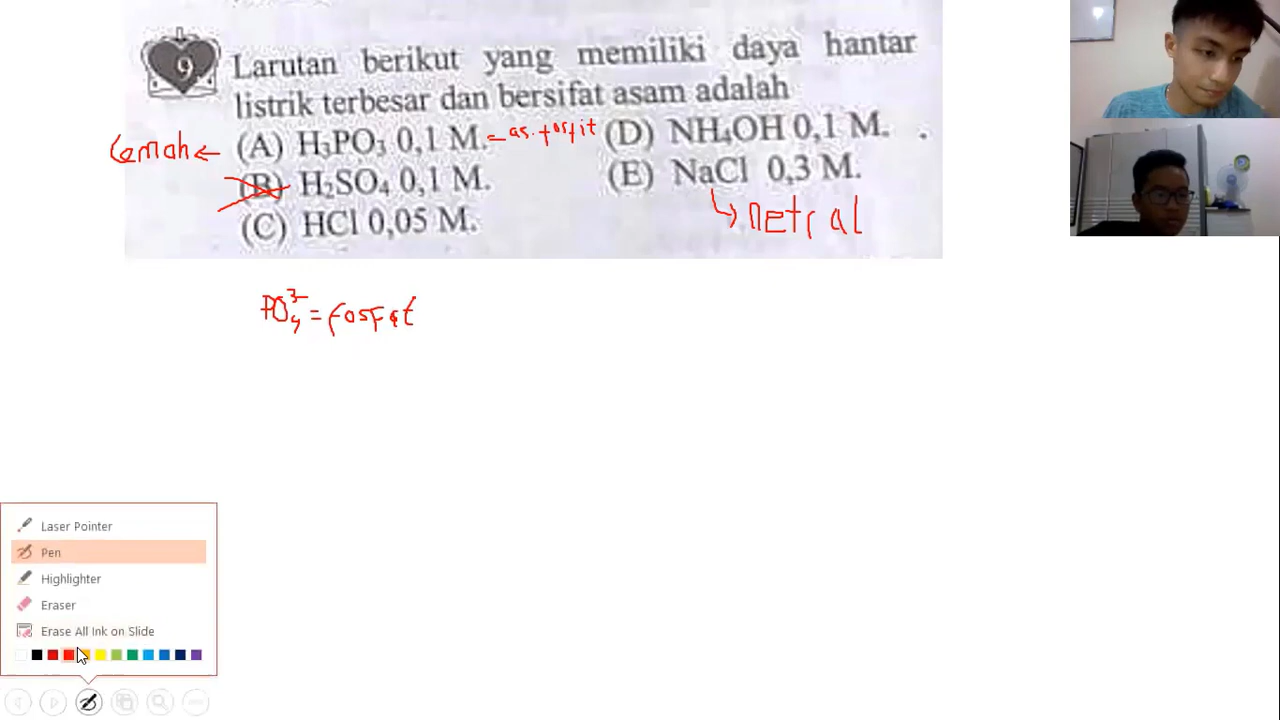 9 Larutan berikut yang memiliki daya hantar
listrik terbesar dan bersifat asam adalah
Lemah ← (A) H₃PO₃ 0,1 M. = as. fosfit (D) NH₄OH 0,1 M. .
(B) H₂SO₄ 0,1 M. (E) NaCl 0,3 M.
(C) HCl 0,05 M. netral
PO₄³⁻ = fosfat
Laser Pointer
Pen
Highlighter
Eraser
Erase All Ink on Slide